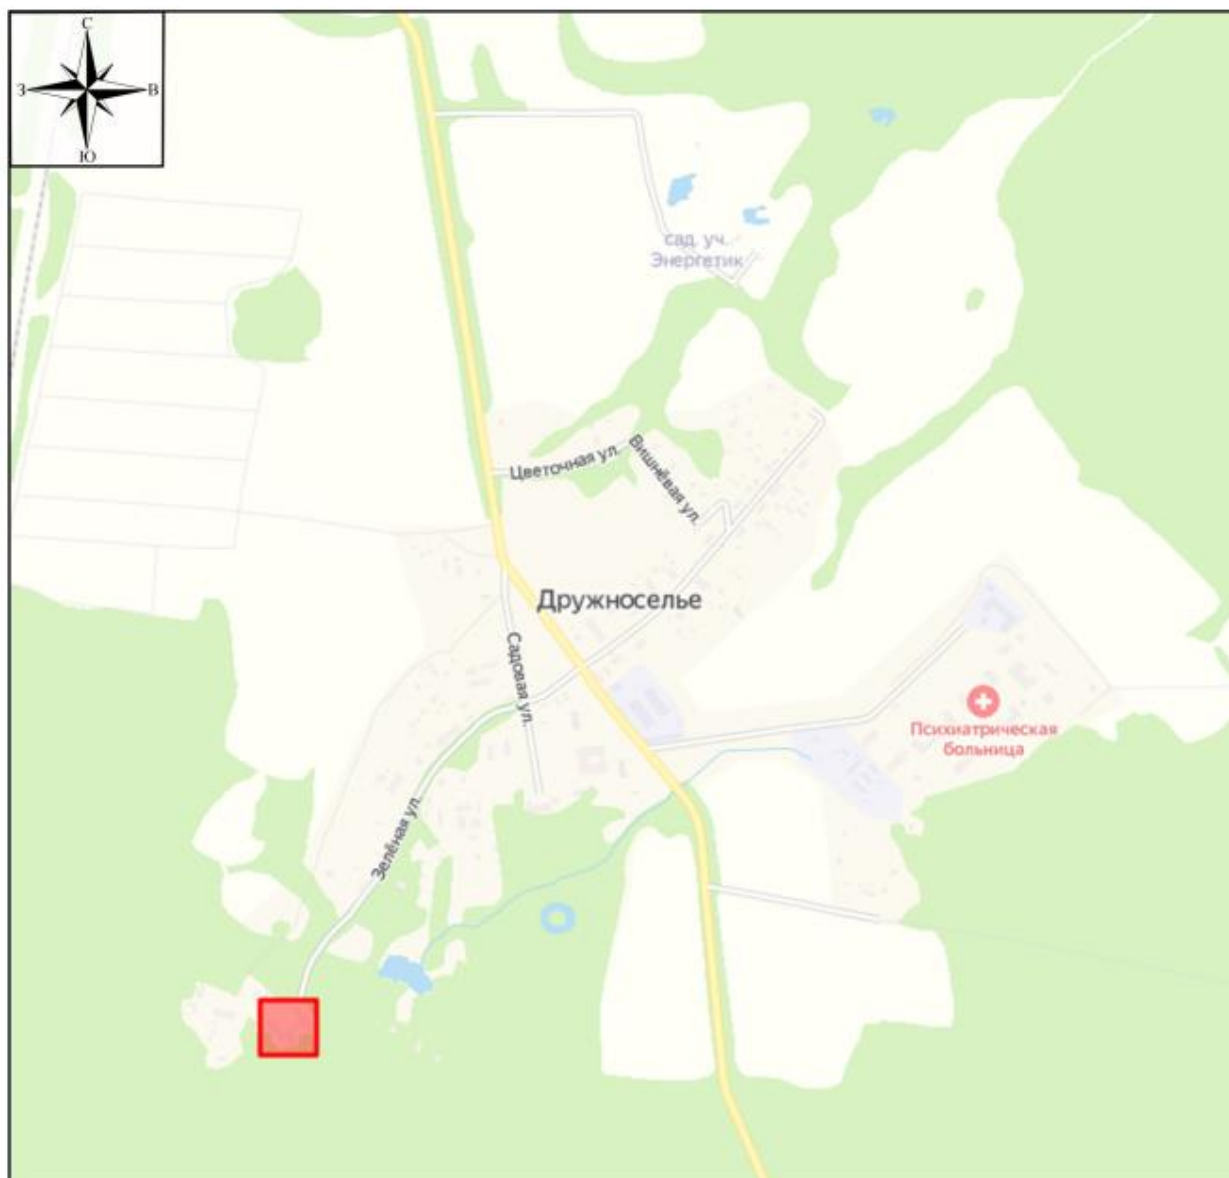 С
З
В
Ю
сад. уч.
Энергетик
Цветочная ул.
Вишнёвая ул.
Дружноселье
Садовая ул.
Психиатрическая
больница
Зелёная ул.